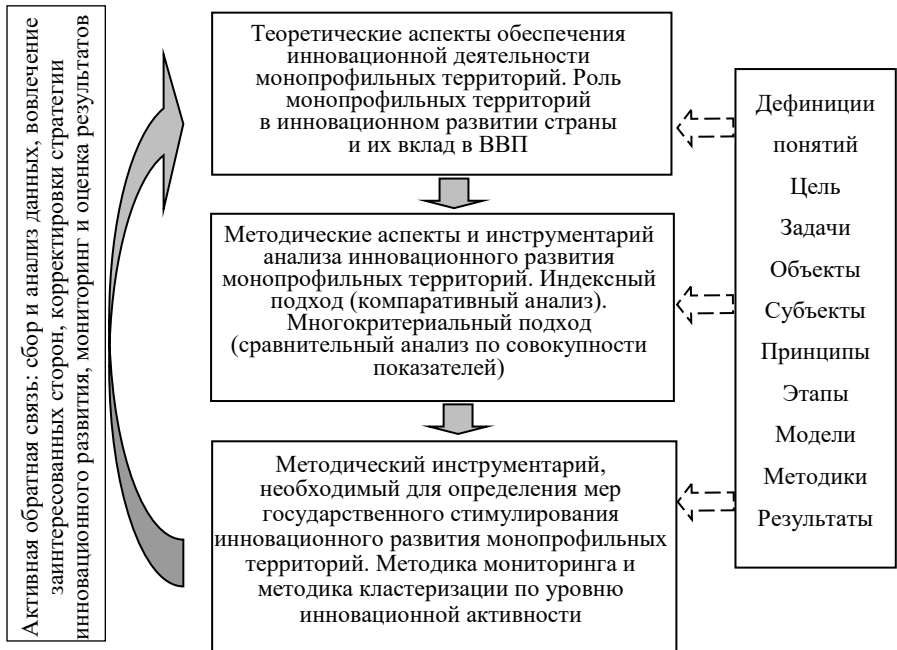 Активная обратная связь: сбор и анализ данных, вовлечение
заинтересованных сторон, корректировки стратегии
инновационного развития, мониторинг и оценка результатов
Теоретические аспекты обеспечения
инновационной деятельности
монопрофильных территорий. Роль
монопрофильных территорий
в инновационном развитии страны
и их вклад в ВВП
Методические аспекты и инструментарий
анализа инновационного развития
монопрофильных территорий. Индексный
подход (компаративный анализ).
Многокритериальный подход
(сравнительный анализ по совокупности
показателей)
Методический инструментарий,
необходимый для определения мер
государственного стимулирования
инновационного развития монопрофильных
территорий. Методика мониторинга и
методика кластеризации по уровню
инновационной активности
Дефиниции
понятий
Цель
Задачи
Объекты
Субъекты
Принципы
Этапы
Модели
Методики
Результаты